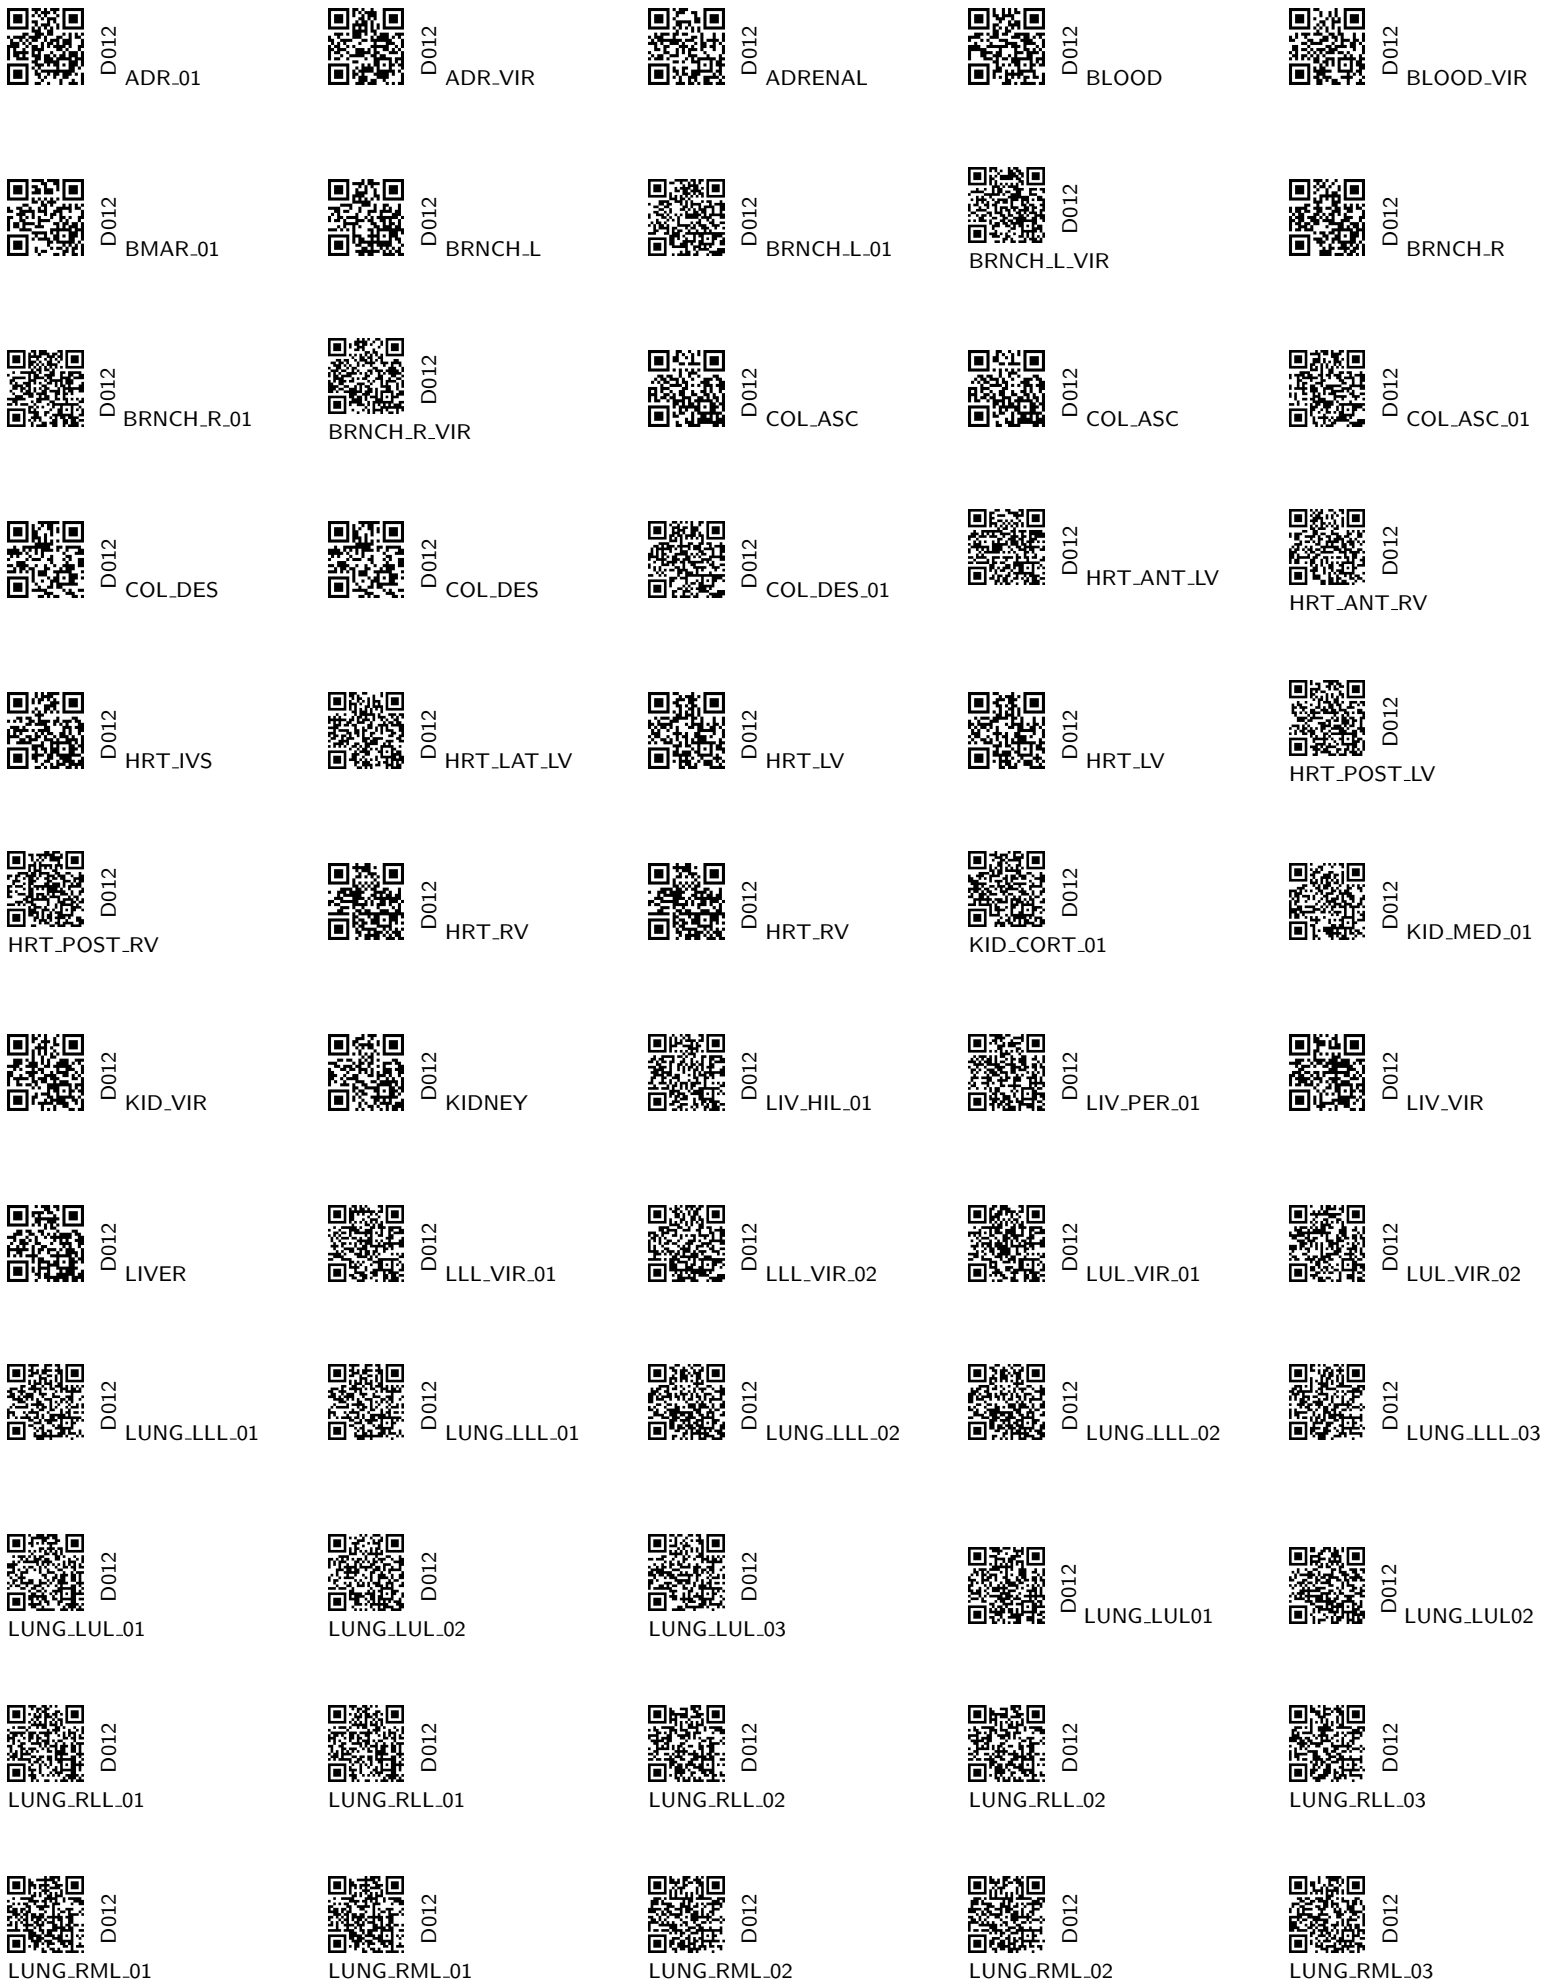 D012 ADR_01
D012 ADR_VIR
D012 ADRENAL
D012 BLOOD
D012 BLOOD_VIR
D012 BMAR_01
D012 BRNCH_L
D012 BRNCH_L_01
D012 BRNCH_L_VIR
D012 BRNCH_R
D012 BRNCH_R_01
D012 BRNCH_R_VIR
D012 COL_ASC
D012 COL_ASC
D012 COL_ASC_01
D012 COL_DES
D012 COL_DES
D012 COL_DES_01
D012 HRT_ANT_LV
D012 HRT_ANT_RV
D012 HRT_IVS
D012 HRT_LAT_LV
D012 HRT_LV
D012 HRT_LV
D012 HRT_POST_LV
D012 HRT_POST_RV
D012 HRT_RV
D012 HRT_RV
D012 KID_CORT_01
D012 KID_MED_01
D012 KID_VIR
D012 KIDNEY
D012 LIV_HIL_01
D012 LIV_PER_01
D012 LIV_VIR
D012 LIVER
D012 LLL_VIR_01
D012 LLL_VIR_02
D012 LUL_VIR_01
D012 LUL_VIR_02
D012 LUNG_LLL_01
D012 LUNG_LLL_01
D012 LUNG_LLL_02
D012 LUNG_LLL_02
D012 LUNG_LLL_03
D012 LUNG_LUL_01
D012 LUNG_LUL_02
D012 LUNG_LUL_03
D012 LUNG_LUL01
D012 LUNG_LUL02
D012 LUNG_RLL_01
D012 LUNG_RLL_01
D012 LUNG_RLL_02
D012 LUNG_RLL_02
D012 LUNG_RLL_03
D012 LUNG_RML_01
D012 LUNG_RML_01
D012 LUNG_RML_02
D012 LUNG_RML_02
D012 LUNG_RML_03